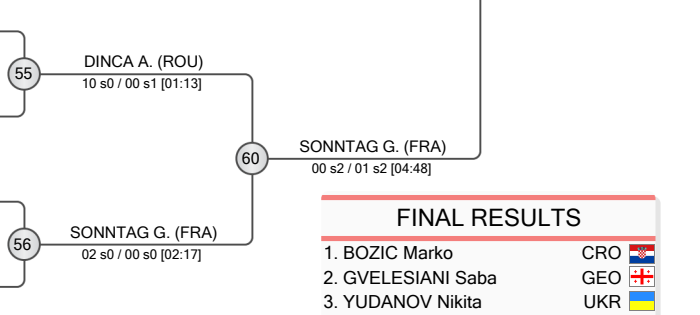 55
DINCA A. (ROU)
10 s0 / 00 s1 [01:13]
60
SONNTAG G. (FRA)
00 s2 / 01 s2 [04:48]
56
SONNTAG G. (FRA)
02 s0 / 00 s0 [02:17]
FINAL RESULTS
1. BOZIC Marko CRO
2. GVELESIANI Saba GEO
3. YUDANOV Nikita UKR